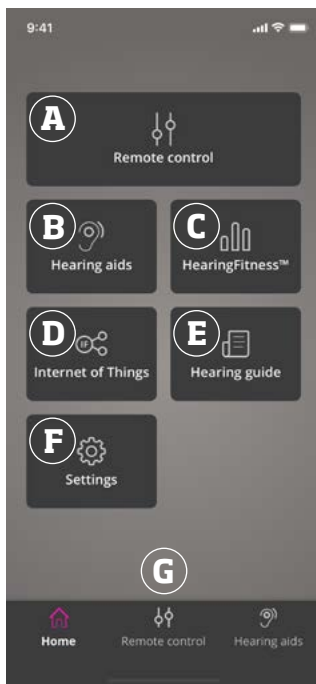 9:41
A
Remote control
B
Hearing aids
C
HearingFitness™
D
IF
Internet of Things
E
Hearing guide
F
Settings
G
Home
Remote control
Hearing aids